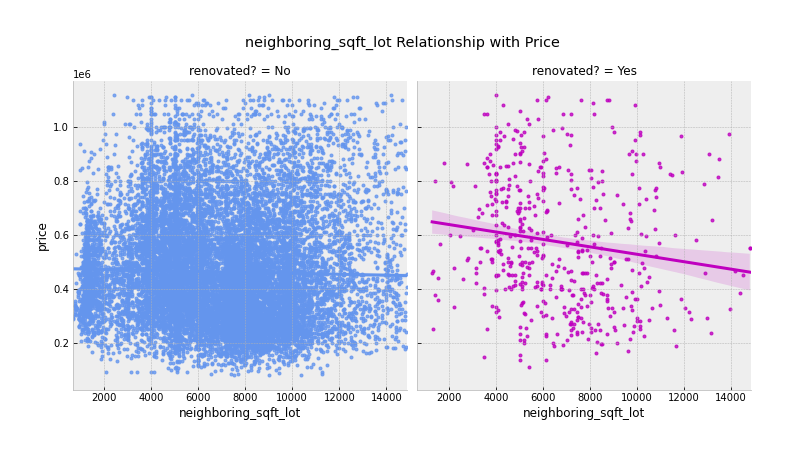 neighboring_sqft_lot Relationship with Price
renovated? = No
renovated? = Yes
1e6
1.0
0.8
0.6
0.4
0.2
price
2000 4000 6000 8000 10000 12000 14000
2000 4000 6000 8000 10000 12000 14000
neighboring_sqft_lot
neighboring_sqft_lot